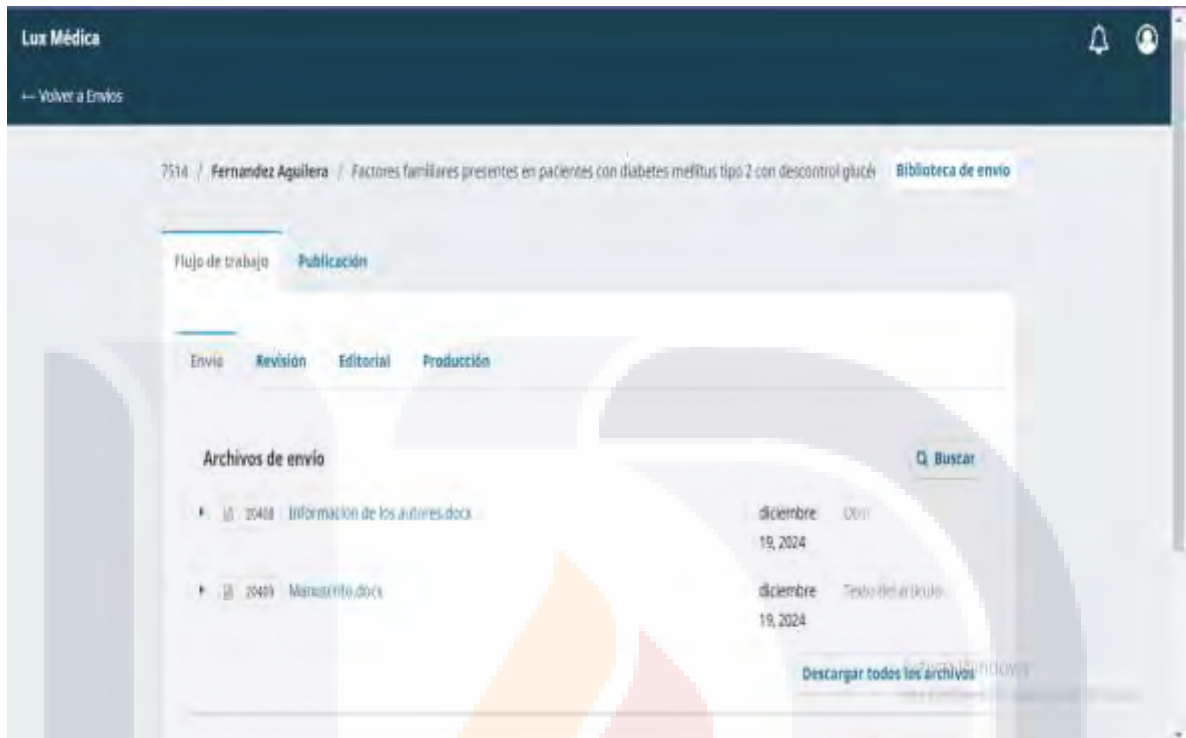 Lux Médica
← Volver a Envíos
7514 / Fernandez Aguilera / Factores familiares presentes en pacientes con diabetes mellitus tipo 2 con descontrol glucé Biblioteca de envío
Flujo de trabajo Publicación
Envío Revisión Editorial Producción
Archivos de envío Buscar
20408 Informacion de los autores.docx diciembre
19, 2024
Manuscrito.docx diciembre Texto del artículo
19, 2024
Descargar todos los archivos